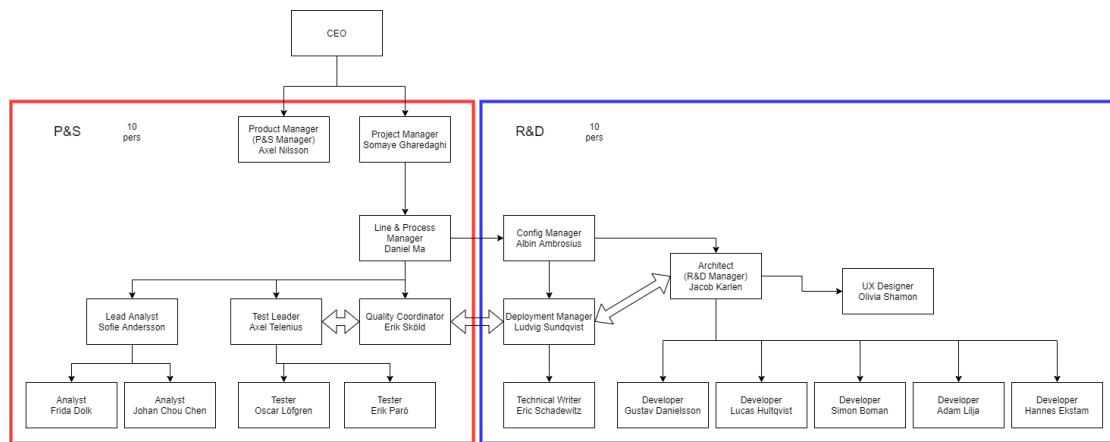 CEO
P&S
10
pers
Product Manager
(P&S Manager)
Axel Nilsson
Project Manager
Somaye Gharedaghi
R&D
10
pers
Line & Process
Manager
Daniel Ma
Config Manager
Albin Ambrosius
Architect
(R&D Manager)
Jacob Karlen
UX Designer
Olivia Shamon
Lead Analyst
Sofie Andersson
Test Leader
Axel Telenius
Quality Coordinator
Erik Sköld
Deployment Manager
Ludvig Sundqvist
Analyst
Frida Dolk
Analyst
Johan Chou Chen
Tester
Oscar Löfgren
Tester
Erik Parö
Technical Writer
Eric Schadewitz
Developer
Gustav Danielsson
Developer
Lucas Hultqvist
Developer
Simon Boman
Developer
Adam Lilja
Developer
Hannes Ekstam